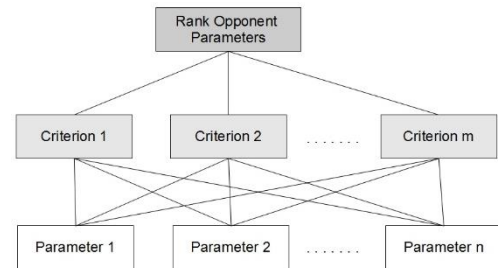 Rank Opponent
Parameters
Criterion 1
Criterion 2
. . . . . . .
Criterion m
Parameter 1
Parameter 2
. . . . . . .
Parameter n